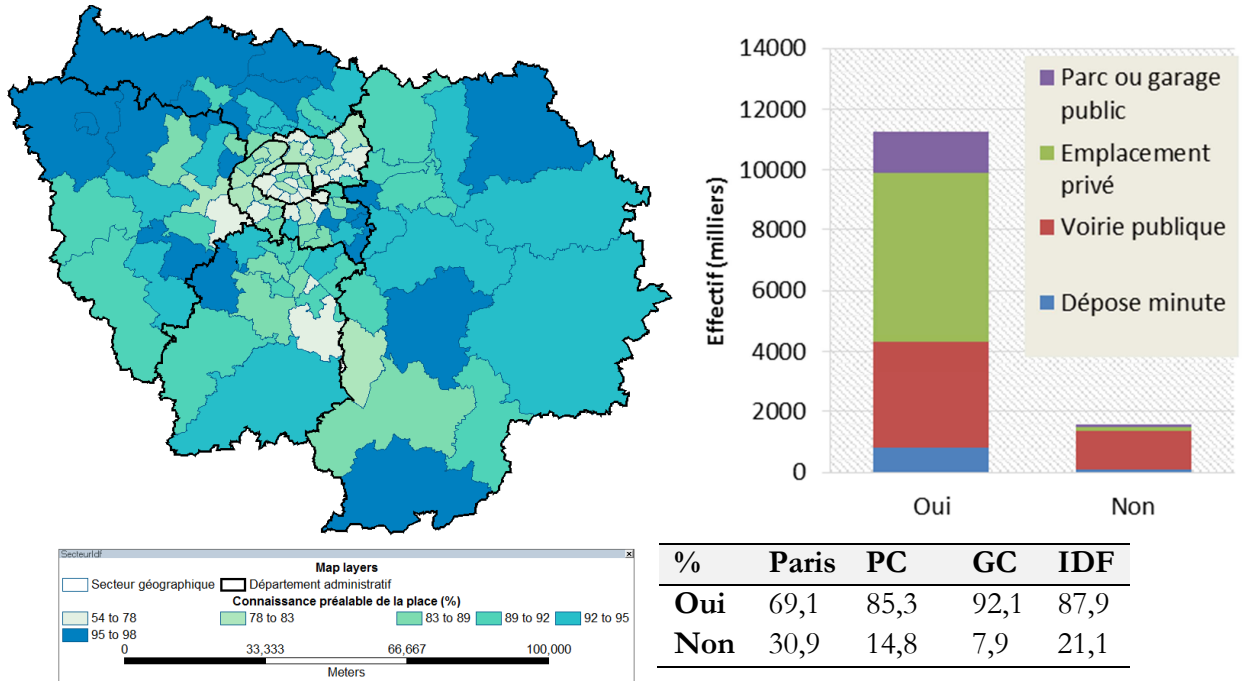 14000
12000
10000
8000
6000
4000
2000
0
Effectif (milliers)
Parc ou garage
public
Emplacement
privé
Voirie publique
Dépose minute
Oui Non
SecteurIdf
Map layers
Secteur géographique Département administratif
Connaissance préalable de la place (%)
54 to 78 78 to 83 83 to 89 89 to 92 92 to 95
95 to 98
0 33,333 66,667 100,000
Meters
% Paris PC GC IDF
Oui 69,1 85,3 92,1 87,9
Non 30,9 14,8 7,9 21,1